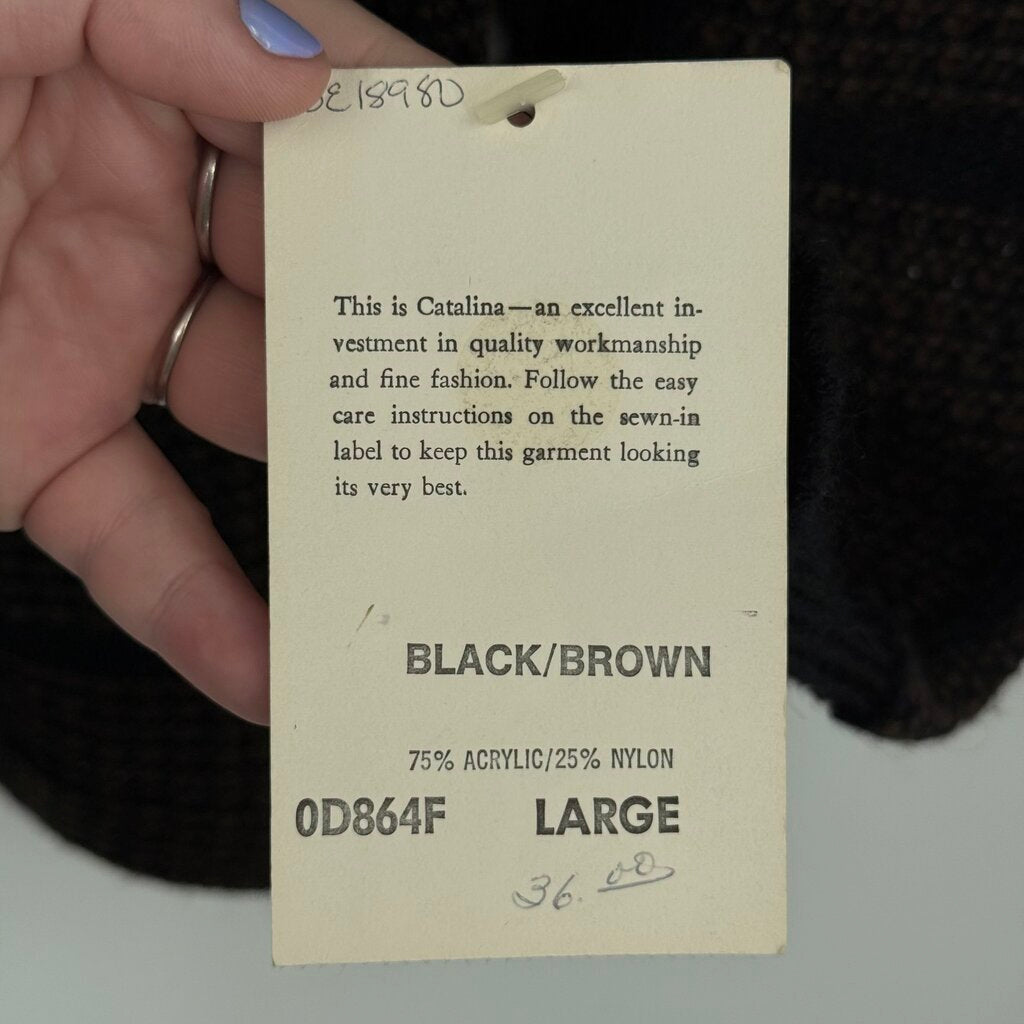 E18980
This is Catalina—an excellent in-
vestment in quality workmanship
and fine fashion. Follow the easy
care instructions on the sewn-in
label to keep this garment looking
its very best.
BLACK/BROWN
75% ACRYLIC/25% NYLON
0D864F LARGE
36.00